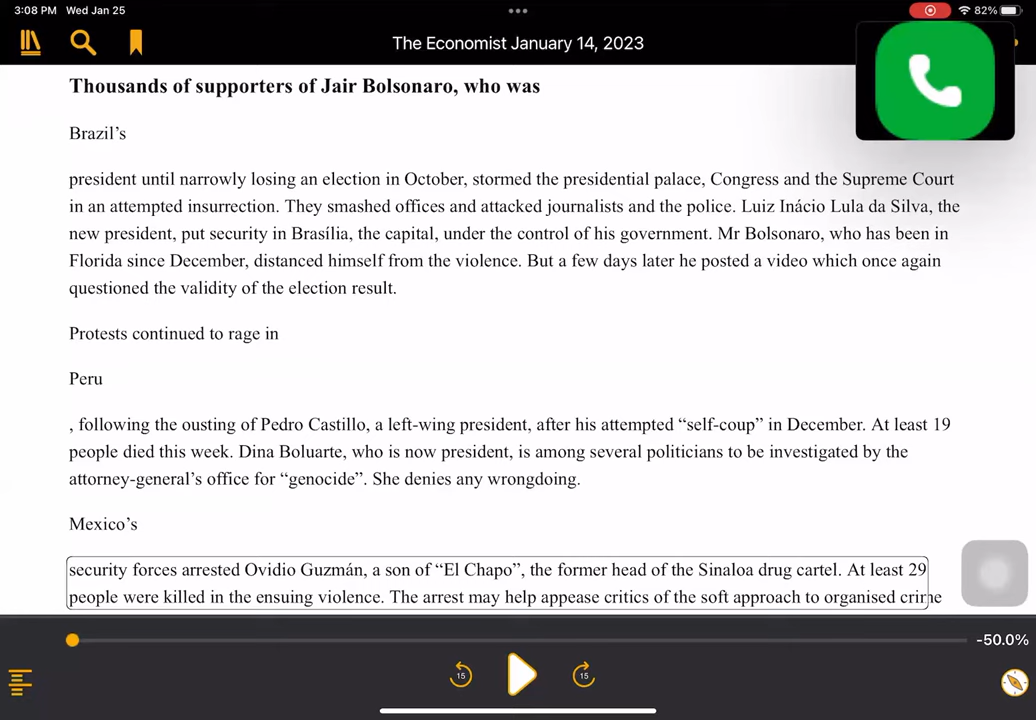 3:08 PM Wed Jan 25
82%
The Economist January 14, 2023
Thousands of supporters of Jair Bolsonaro, who was
Brazil’s
president until narrowly losing an election in October, stormed the presidential palace, Congress and the Supreme Court
in an attempted insurrection. They smashed offices and attacked journalists and the police. Luiz Inácio Lula da Silva, the
new president, put security in Brasília, the capital, under the control of his government. Mr Bolsonaro, who has been in
Florida since December, distanced himself from the violence. But a few days later he posted a video which once again
questioned the validity of the election result.
Protests continued to rage in
Peru
, following the ousting of Pedro Castillo, a left-wing president, after his attempted “self-coup” in December. At least 19
people died this week. Dina Boluarte, who is now president, is among several politicians to be investigated by the
attorney-general’s office for “genocide”. She denies any wrongdoing.
Mexico’s
security forces arrested Ovidio Guzmán, a son of “El Chapo”, the former head of the Sinaloa drug cartel. At least 29
people were killed in the ensuing violence. The arrest may help appease critics of the soft approach to organised crime
-50.0%
15
15